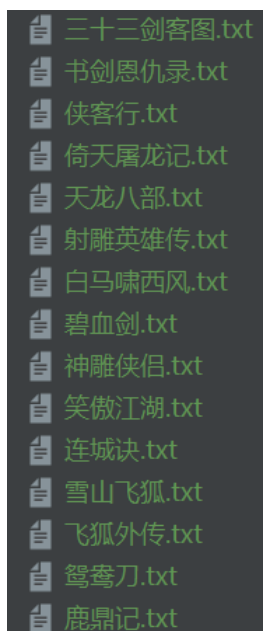 三十三剑客图.txt
书剑恩仇录.txt
侠客行.txt
倚天屠龙记.txt
天龙八部.txt
射雕英雄传.txt
白马啸西风.txt
碧血剑.txt
神雕侠侣.txt
笑傲江湖.txt
连城诀.txt
雪山飞狐.txt
飞狐外传.txt
鸳鸯刀.txt
鹿鼎记.txt